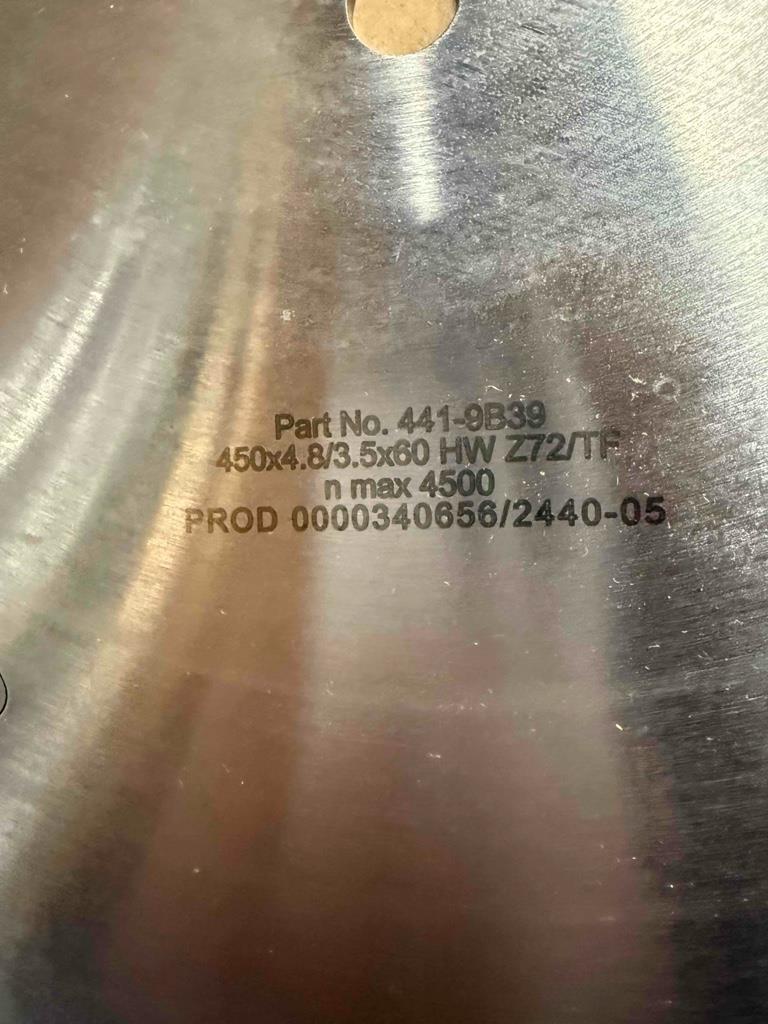 Part No. 441-9B39
450x4.8/3.5x60 HW Z72/TF
n max 4500
PROD 0000340656/2440-05